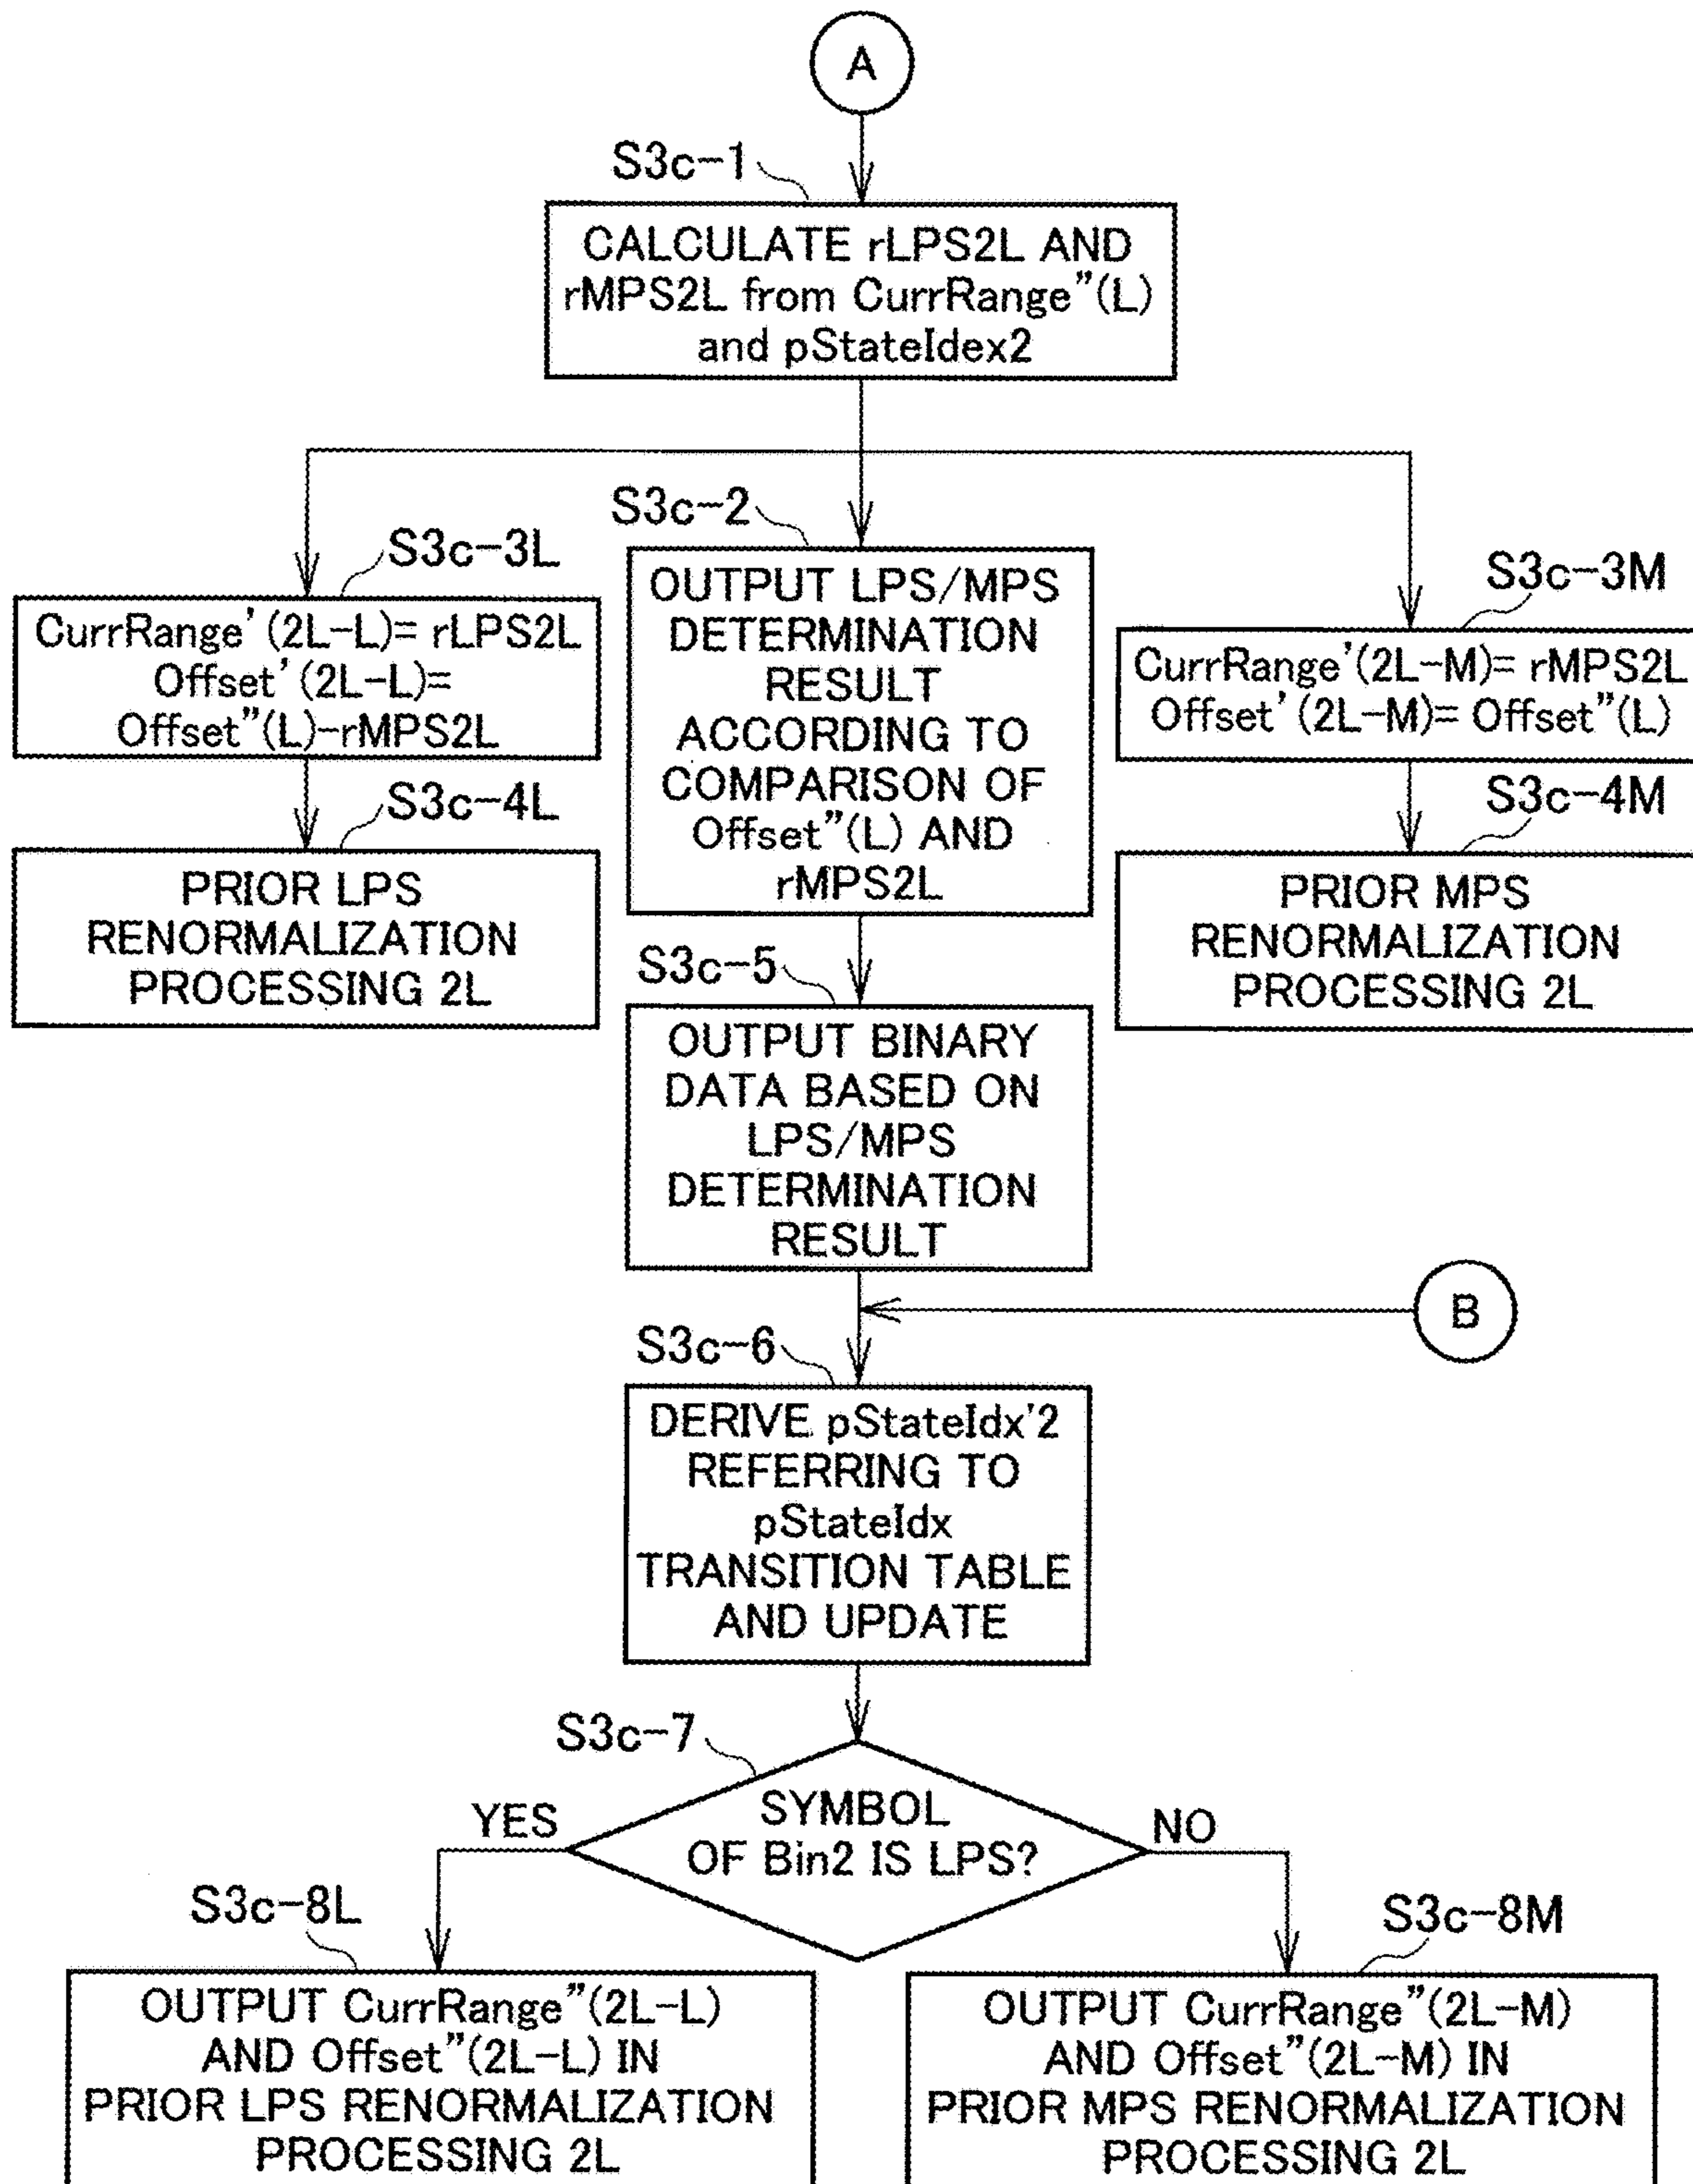 A
S3c-1
CALCULATE rLPS2L AND
rMPS2L from CurrRange”(L)
and pStateIdex2
S3c-3L
CurrRange’(2L-L)= rLPS2L
Offset’(2L-L)=
Offset”(L)-rMPS2L
S3c-4L
PRIOR LPS
RENORMALIZATION
PROCESSING 2L
S3c-2
OUTPUT LPS/MPS
DETERMINATION
RESULT
ACCORDING TO
COMPARISON OF
Offset”(L) AND
rMPS2L
S3c-3M
CurrRange’(2L-M)= rMPS2L
Offset’(2L-M)= Offset”(L)
S3c-4M
PRIOR MPS
RENORMALIZATION
PROCESSING 2L
S3c-5
OUTPUT BINARY
DATA BASED ON
LPS/MPS
DETERMINATION
RESULT
B
S3c-6
DERIVE pStateIdx’2
REFERRING TO
pStateIdx
TRANSITION TABLE
AND UPDATE
S3c-7
SYMBOL
OF Bin2 IS LPS?
YES
NO
S3c-8L
OUTPUT CurrRange”(2L-L)
AND Offset”(2L-L) IN
PRIOR LPS RENORMALIZATION
PROCESSING 2L
S3c-8M
OUTPUT CurrRange”(2L-M)
AND Offset”(2L-M) IN
PRIOR MPS RENORMALIZATION
PROCESSING 2L